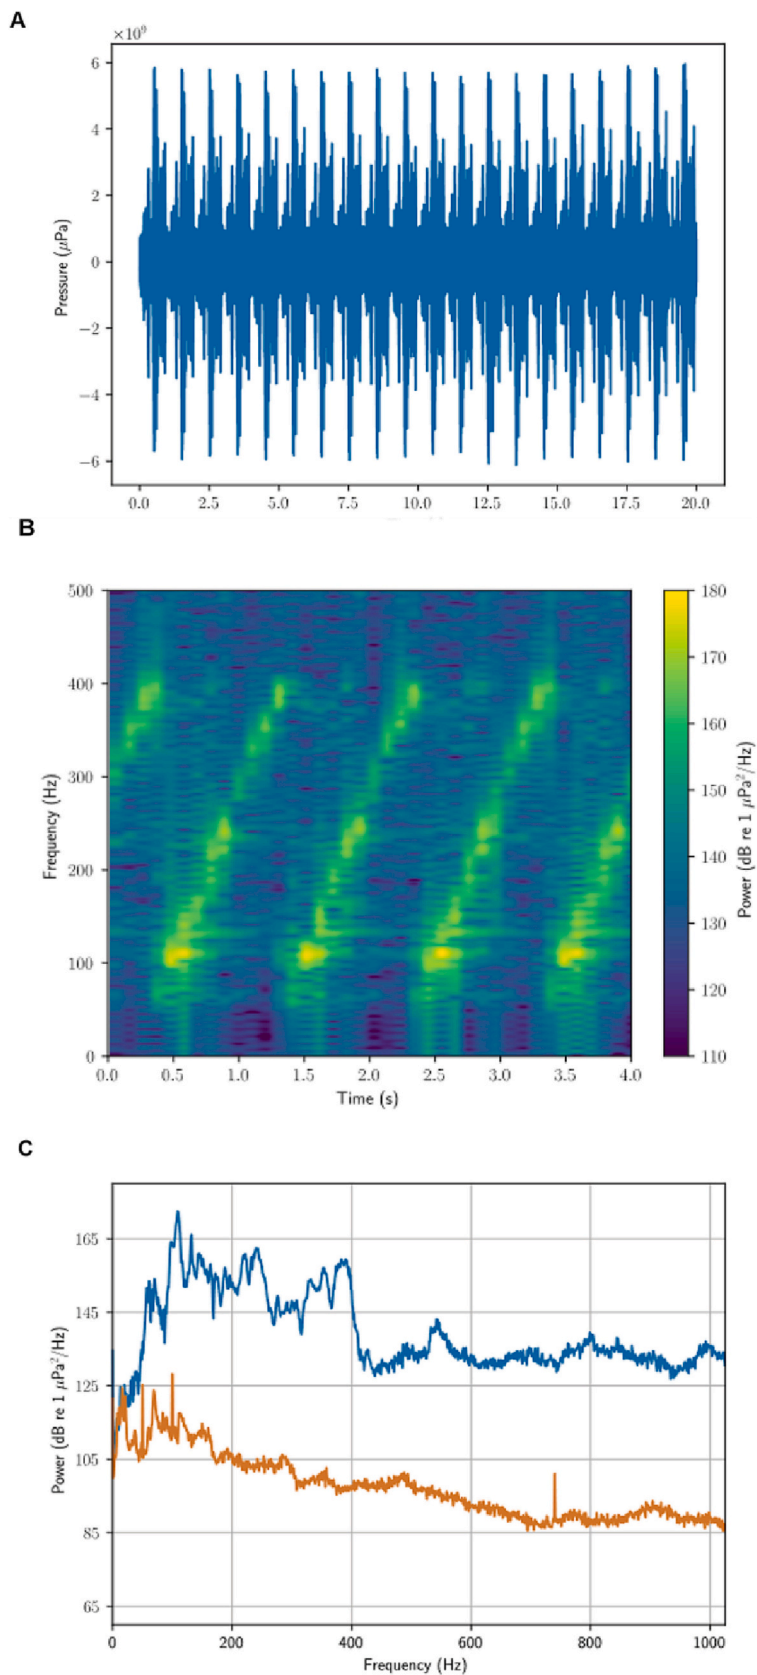 A
×10⁹
6
4
2
0
−2
−4
−6
Pressure (μPa)
0.0 2.5 5.0 7.5 10.0 12.5 15.0 17.5 20.0
B
500
400
300
200
100
0
Frequency (Hz)
0.0 0.5 1.0 1.5 2.0 2.5 3.0 3.5 4.0
Time (s)
180
170
160
150
140
130
120
110
Power (dB re 1 μPa²/Hz)
C
165
145
125
105
85
65
Power (dB re 1 μPa²/Hz)
0 200 400 600 800 1000
Frequency (Hz)